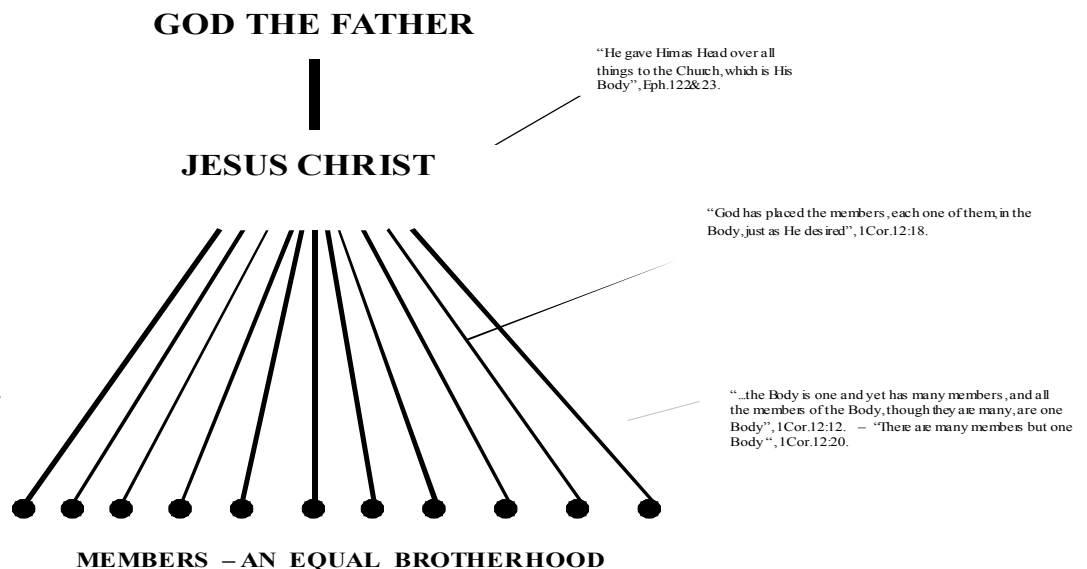 GOD THE FATHER
“He gave Him as Head over all
things to the Church, which is His
Body”, Eph.122&23.
JESUS CHRIST
“God has placed the members, each one of them, in the
Body, just as He desired”, 1Cor.12:18.
“...the Body is one and yet has many members, and all
the members of the Body, though they are many, are one
Body”, 1Cor.12:12. – “There are many members but one
Body“, 1Cor.12:20.
MEMBERS – AN EQUAL BROTHERHOOD